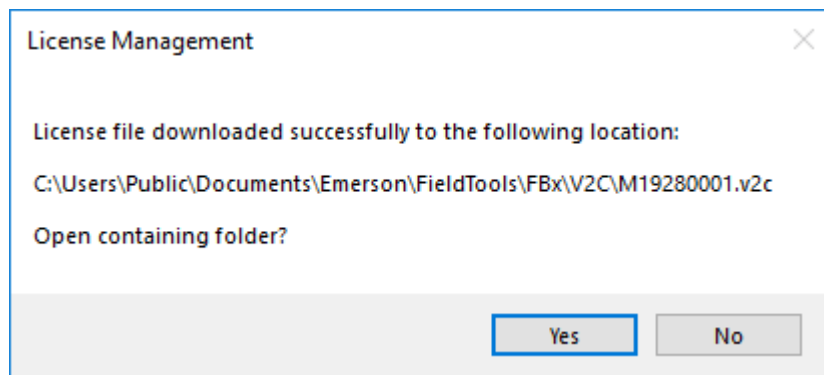 License Management
License file downloaded successfully to the following location:
C:\Users\Public\Documents\Emerson\FieldTools\FBx\V2C\M19280001.v2c
Open containing folder?
Yes
No